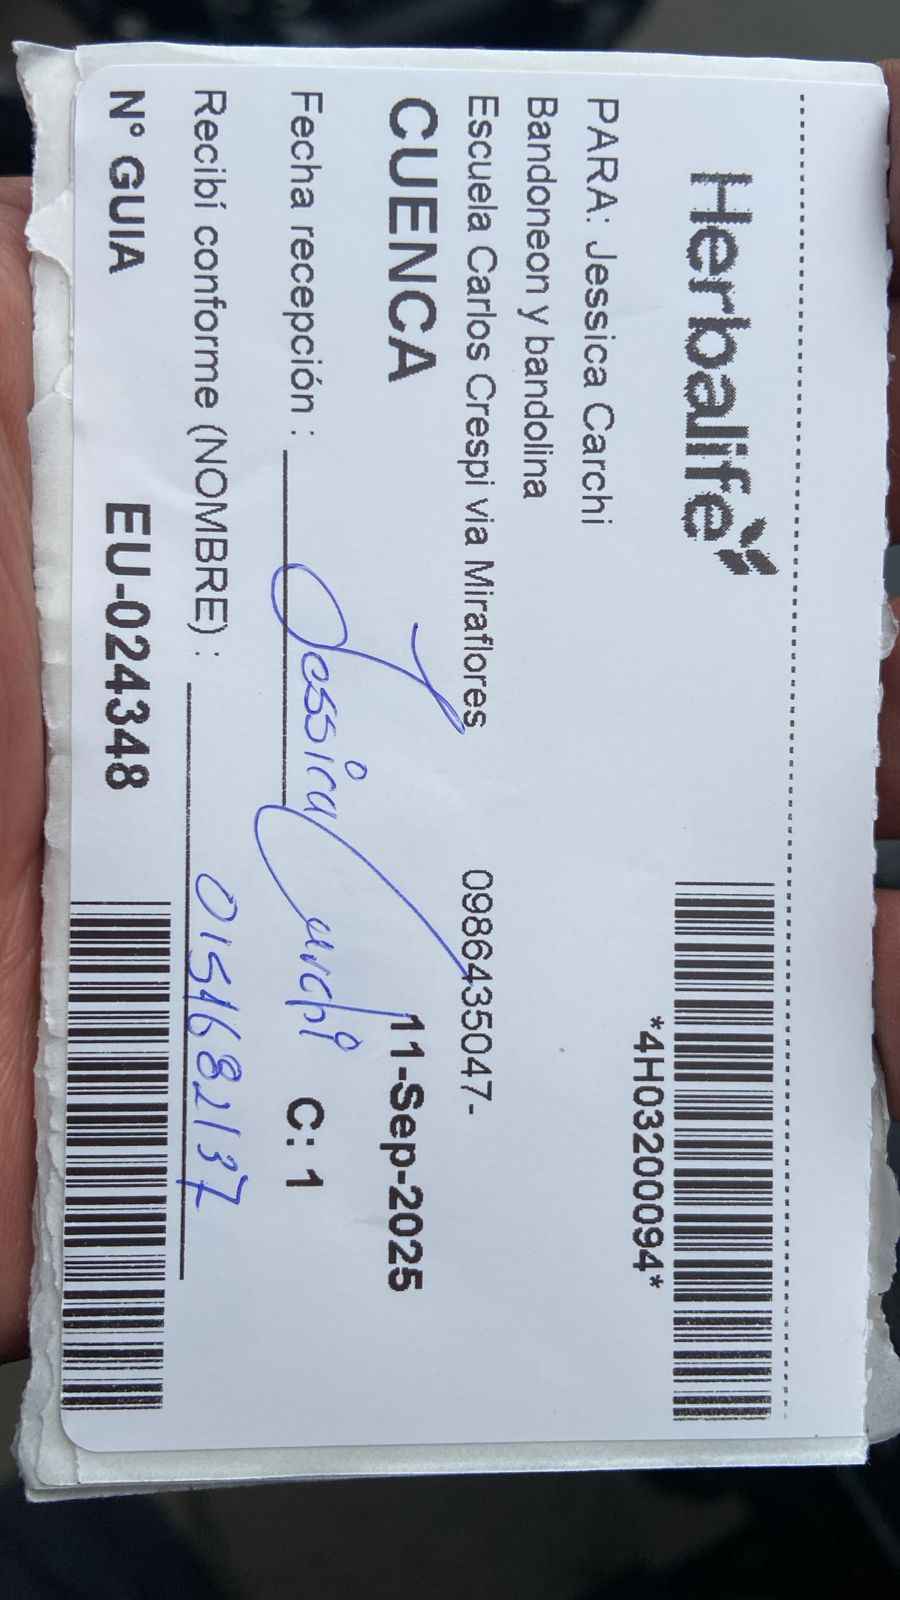 Herbalife
*4H03200094*
PARA: Jessica Carchi
Bandoneon y bandolina
Escuela Carlos Crespi via Miraflores 0986435047-
CUENCA 11-Sep-2025
Fecha recepción : Jessica Carchi C: 1
Recibí conforme (NOMBRE) :
N° GUIA EU-024348